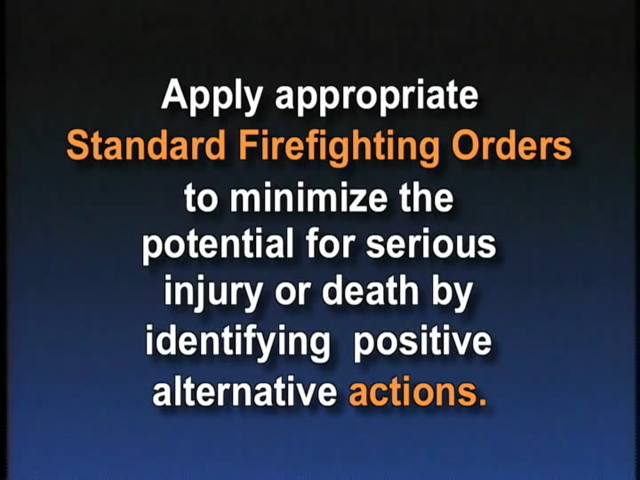 Apply appropriate
Standard Firefighting Orders
to minimize the
potential for serious
injury or death by
identifying positive
alternative actions.